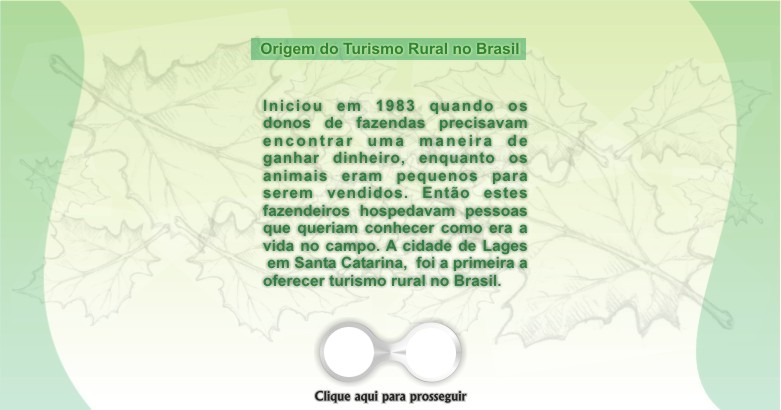 Origem do Turismo Rural no Brasil
Iniciou em 1983 quando os
donos de fazendas precisavam
encontrar uma maneira de
ganhar dinheiro, enquanto os
animais eram pequenos para
serem vendidos. Então estes
fazendeiros hospedavam pessoas
que queriam conhecer como era a
vida no campo. A cidade de Lages
em Santa Catarina, foi a primeira a
oferecer turismo rural no Brasil.
Clique aqui para prosseguir